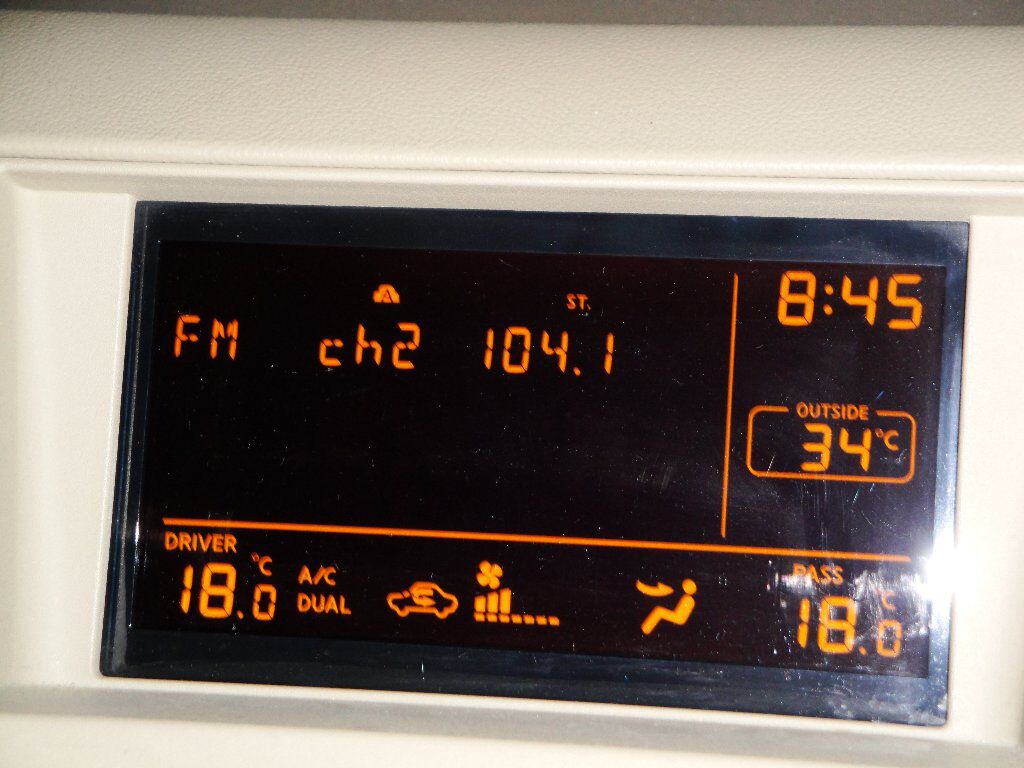 ST.
FM ch2 104.1
8:45
OUTSIDE
34°C
DRIVER
18.0°C
A/C
DUAL
PASS
18.0°C